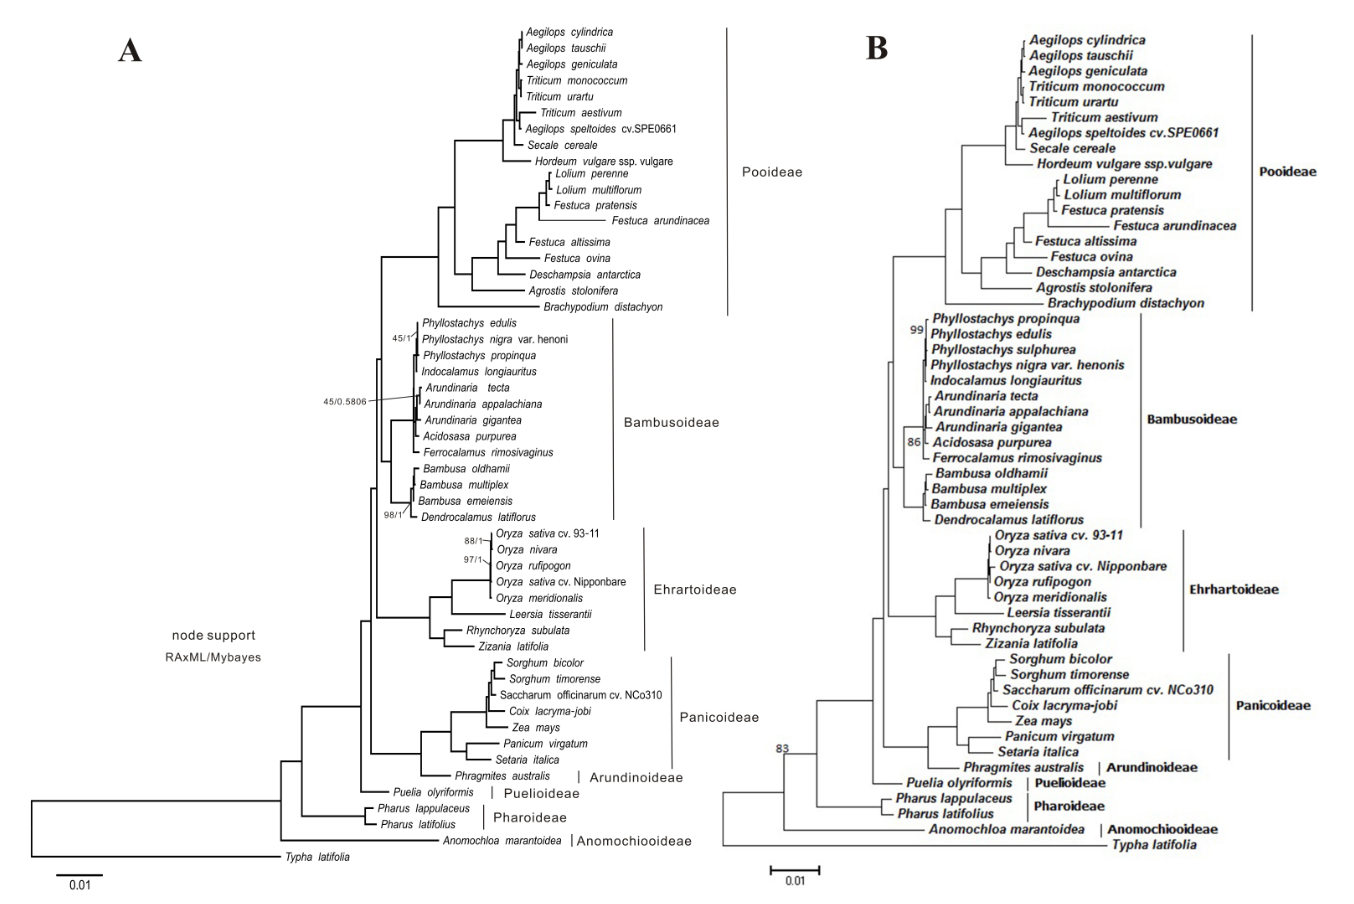 A
Aegilops cylindrica
Aegilops tauschii
Aegilops geniculata
Triticum monococcum
Triticum urartu
Triticum aestivum
Aegilops speltoides cv.SPE0661
Secale cereale
Hordeum vulgare ssp. vulgare
Lolium perenne
Lolium multiflorum
Festuca pratensis
Festuca arundinacea
Festuca altissima
Festuca ovina
Deschampsia antarctica
Agrostis stolonifera
Brachypodium distachyon
Pooideae
Phyllostachys edulis
45/1
Phyllostachys nigra var. henoni
Phyllostachys propinqua
Indocalamus longiauritus
Arundinaria tecta
45/0.5806
Arundinaria appalachiana
Arundinaria gigantea
Acidosasa purpurea
Ferrocalamus rimosivaginus
Bambusa oldhamii
Bambusa multiplex
Bambusa emeiensis
98/1
Dendrocalamus latiflorus
Bambusoideae
Oryza sativa cv. 93-11
88/1
Oryza nivara
97/1
Oryza rufipogon
Oryza sativa cv. Nipponbare
Oryza meridionalis
Leersia tisserantii
Rhynchoryza subulata
Zizania latifolia
Ehrartoideae
node support
RAxML/Mybayes
Sorghum bicolor
Sorghum timorense
Saccharum officinarum cv. NCo310
Coix lacryma-jobi
Zea mays
Panicum virgatum
Setaria italica
Panicoideae
Phragmites australis
Arundinoideae
Puelia olyriformis
Puelioideae
Pharus lappulaceus
Pharus latifolius
Pharoideae
Anomochloa marantoidea
Anomochiooideae
Typha latifolia
0.01
B
Aegilops cylindrica
Aegilops tauschii
Aegilops geniculata
Triticum monococcum
Triticum urartu
Triticum aestivum
Aegilops speltoides cv.SPE0661
Secale cereale
Hordeum vulgare ssp.vulgare
Lolium perenne
Lolium multiflorum
Festuca pratensis
Festuca arundinacea
Festuca altissima
Festuca ovina
Deschampsia antarctica
Agrostis stolonifera
Brachypodium distachyon
Pooideae
Phyllostachys propinqua
99
Phyllostachys edulis
Phyllostachys sulphurea
Phyllostachys nigra var. henonis
Indocalamus longiauritus
Arundinaria tecta
Arundinaria appalachiana
Arundinaria gigantea
86
Acidosasa purpurea
Ferrocalamus rimosivaginus
Bambusa oldhamii
Bambusa multiplex
Bambusa emeiensis
Dendrocalamus latiflorus
Bambusoideae
Oryza sativa cv. 93-11
Oryza nivara
Oryza sativa cv. Nipponbare
Oryza rufipogon
Oryza meridionalis
Leersia tisserantii
Rhynchoryza subulata
Zizania latifolia
Ehrhartoideae
Sorghum bicolor
Sorghum timorense
Saccharum officinarum cv. NCo310
Coix lacryma-jobi
Zea mays
Panicum virgatum
Setaria italica
Panicoideae
83
Phragmites australis
Arundinoideae
Puelia olyriformis
Puelioideae
Pharus lappulaceus
Pharus latifolius
Pharoideae
Anomochloa marantoidea
Anomochiooideae
Typha latifolia
0.01